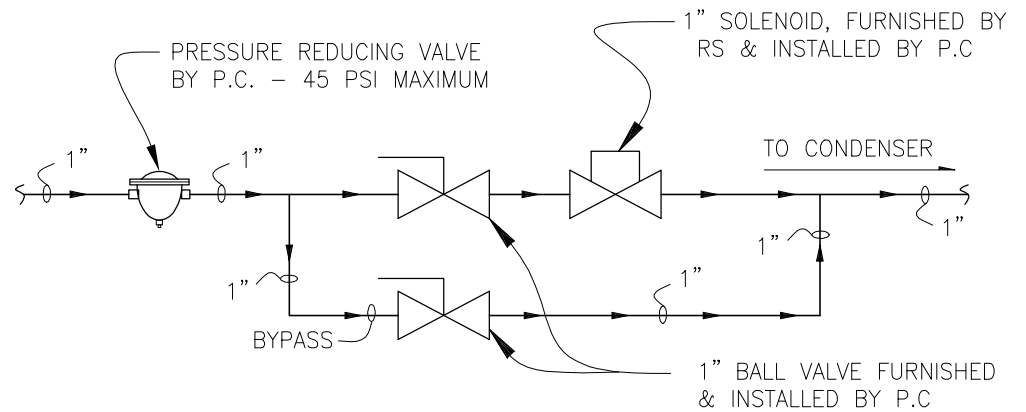 1” SOLENOID, FURNISHED BY
RS & INSTALLED BY P.C
PRESSURE REDUCING VALVE
BY P.C. – 45 PSI MAXIMUM
TO CONDENSER
1”
1”
1”
1”
1”
1”
BYPASS
1” BALL VALVE FURNISHED
& INSTALLED BY P.C